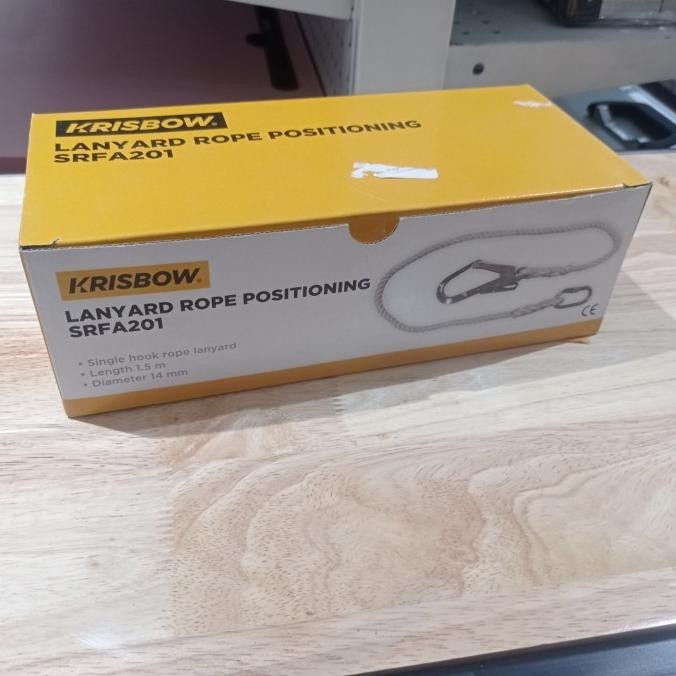 KRISBOW®
LANYARD ROPE POSITIONING
SRFA201
KRISBOW®
LANYARD ROPE POSITIONING
SRFA201
• Single hook rope lanyard
• Length 1.5 m
• Diameter 14 mm
CE